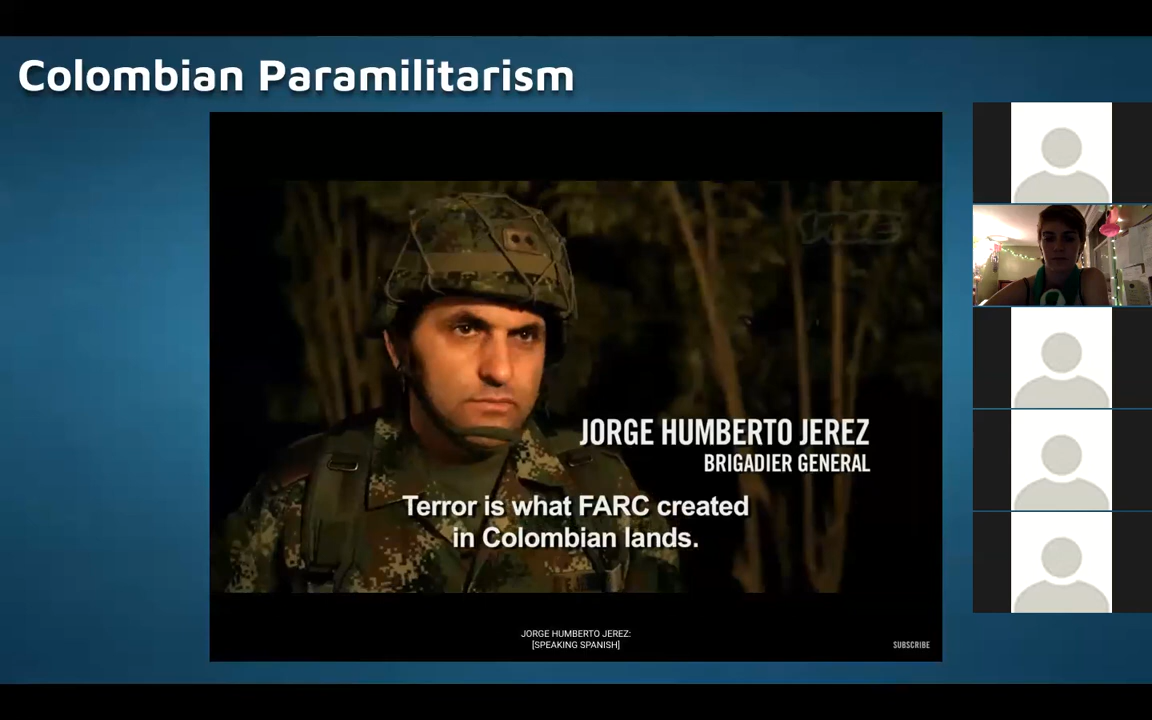 Colombian Paramilitarism
VICE
JORGE HUMBERTO JEREZ
BRIGADIER GENERAL
Terror is what FARC created
in Colombian lands.
JORGE HUMBERTO JEREZ:
[SPEAKING SPANISH]
SUBSCRIBE